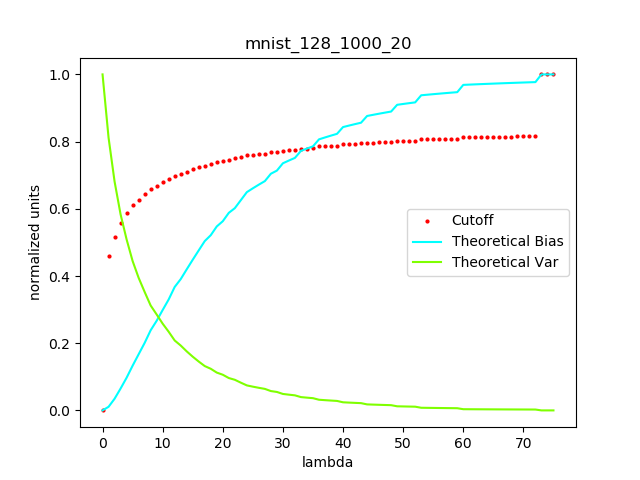 mnist_128_1000_20
normalized units
1.0
0.8
0.6
0.4
0.2
0.0
Cutoff
Theoretical Bias
Theoretical Var
0 10 20 30 40 50 60 70
lambda